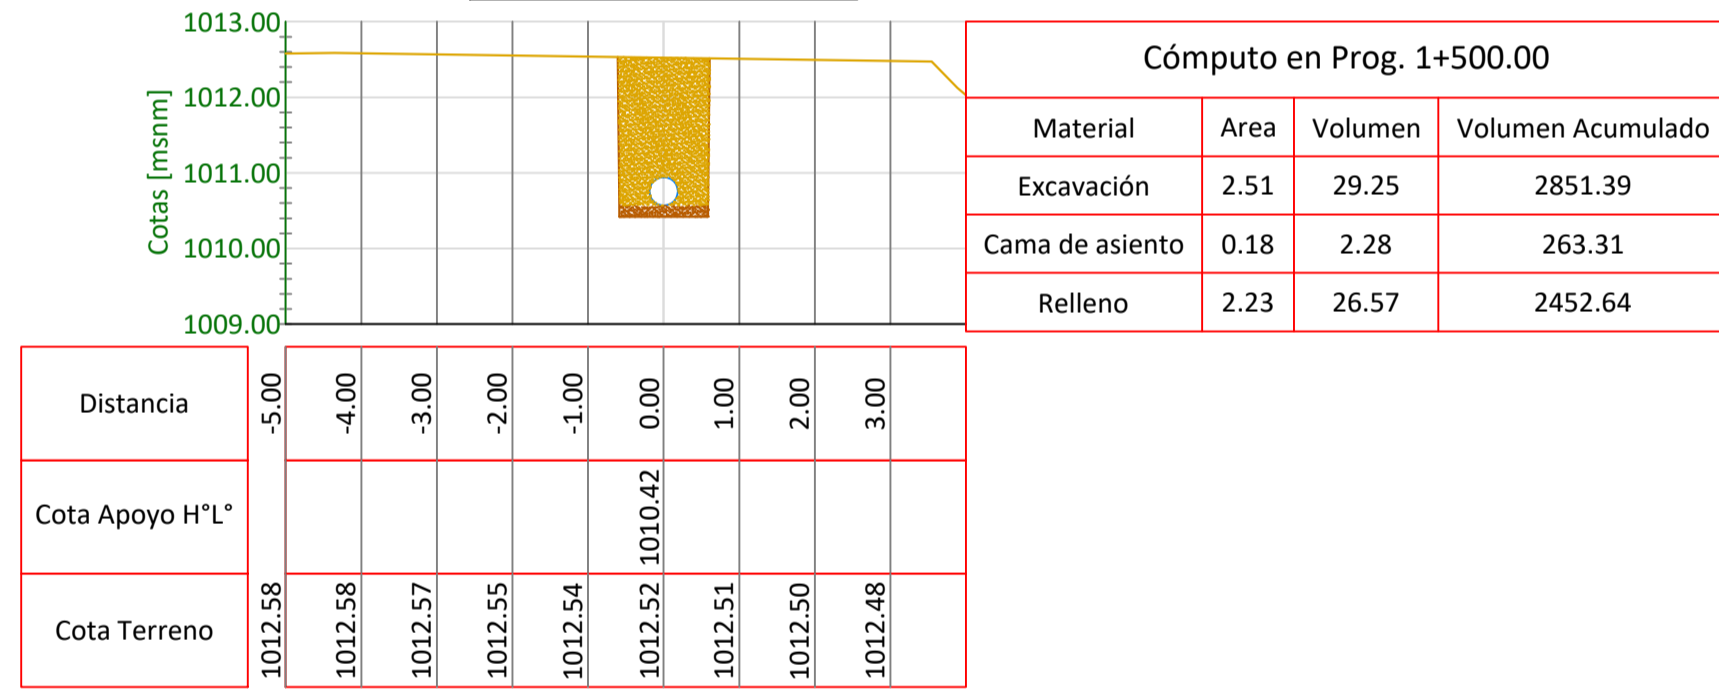 1013.00
1012.00
1011.00
1010.00
1009.00
Cotas [msnm]
Cómputo en Prog. 1+500.00
Material Area Volumen Volumen Acumulado
Excavación 2.51 29.25 2851.39
Cama de asiento 0.18 2.28 263.31
Relleno 2.23 26.57 2452.64
Distancia -5.00 -4.00 -3.00 -2.00 -1.00 0.00 1.00 2.00 3.00
Cota Apoyo H°L° 1010.42
Cota Terreno 1012.58 1012.58 1012.57 1012.55 1012.54 1012.52 1012.51 1012.50 1012.48